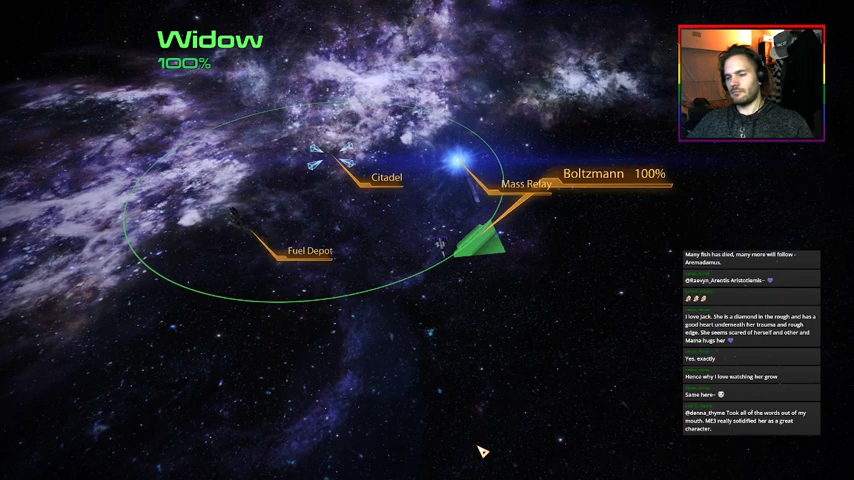 Widow
100%
Boltzmann 100%
Citadel
Mass Relay
Fuel Depot
Many fish has died, many more will follow -
Aremadamus.
@Raevyn_Arentis Aristotlemis~
I love Jack. She is a diamond in the rough and has a
good heart underneath her trauma and rough
edge. She seems scared of herself and other and
Mama hugs her
Yes, exactly
Hence why I love watching her grow
Same here~
@denna_thyme Took all of the words out of my
mouth. ME3 really solidified her as a great
character.